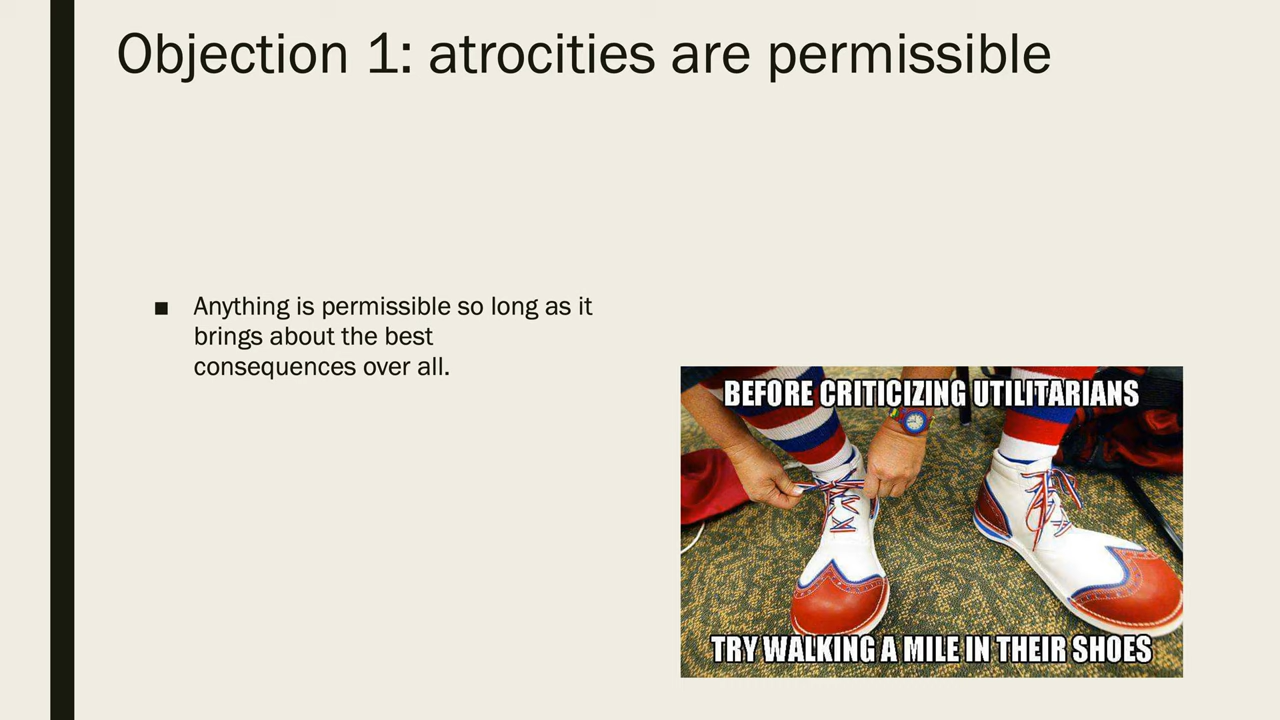 Objection 1: atrocities are permissible
■ Anything is permissible so long as it
brings about the best
consequences over all.
BEFORE CRITICIZING UTILITARIANS
TRY WALKING A MILE IN THEIR SHOES